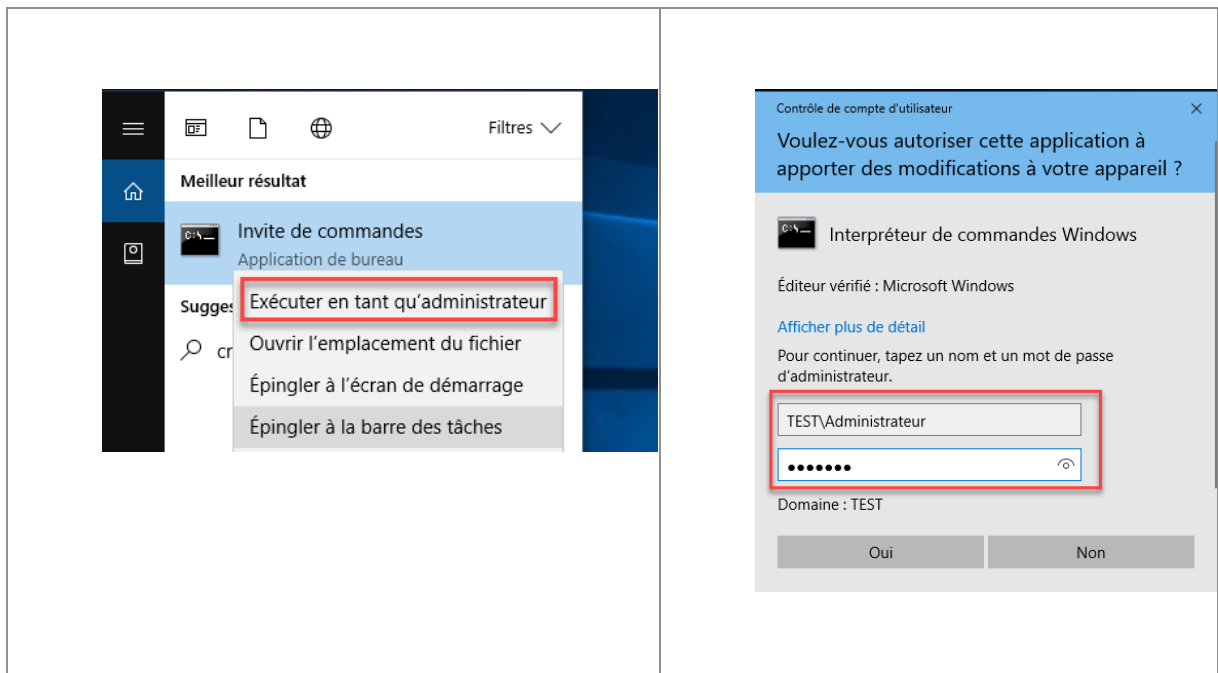 Filtres
Meilleur résultat
C:\_
Invite de commandes
Application de bureau
Exécuter en tant qu'administrateur
Ouvrir l'emplacement du fichier
Épingler à l'écran de démarrage
Épingler à la barre des tâches
Contrôle de compte d'utilisateur
Voulez-vous autoriser cette application à
apporter des modifications à votre appareil ?
C:\_
Interpréteur de commandes Windows
Éditeur vérifié : Microsoft Windows
Afficher plus de détail
Pour continuer, tapez un nom et un mot de passe
d'administrateur.
TEST\Administrateur
•••••••
Domaine : TEST
Oui
Non